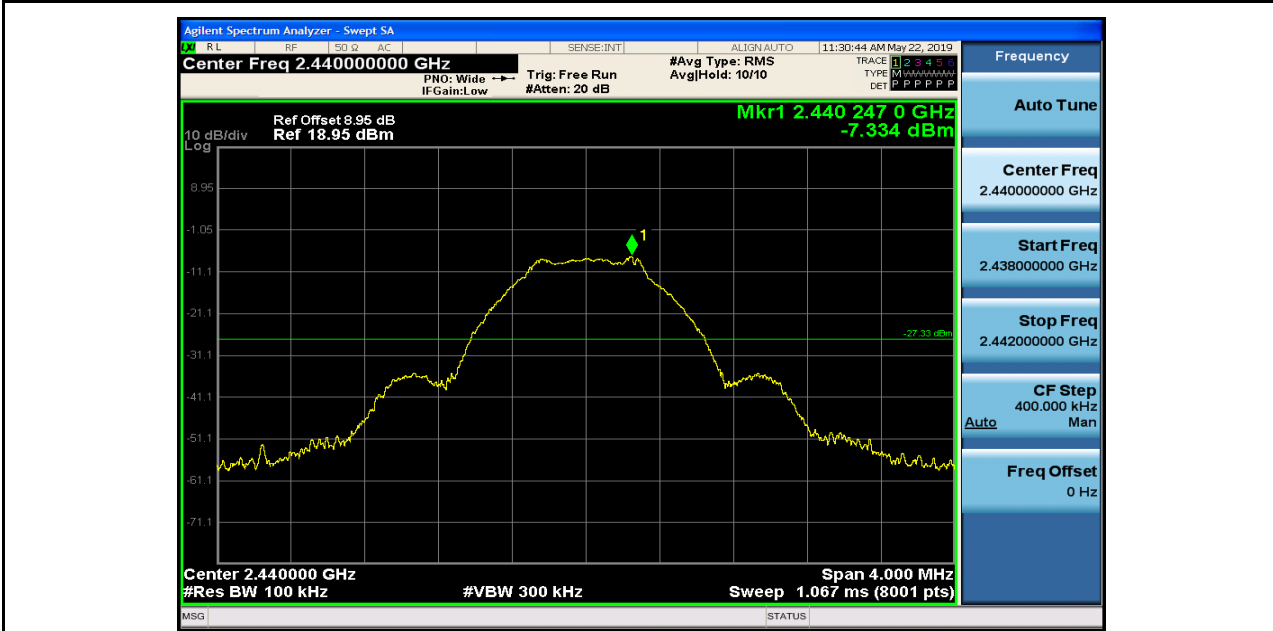 Agilent Spectrum Analyzer - Swept SA
LXI RL RF 50 Ω AC SENSE:INT ALIGN AUTO 11:30:44 AM May 22, 2019
Center Freq 2.440000000 GHz
PNO: Wide
IFGain:Low
Trig: Free Run
#Atten: 20 dB
#Avg Type: RMS
Avg|Hold: 10/10
TRACE 1 2 3 4 5 6
TYPE M
DET P P P P P P
Mkr1 2.440 247 0 GHz
-7.334 dBm
Ref Offset 8.95 dB
10 dB/div Ref 18.95 dBm
Log
8.95
-1.05
-11.1
-21.1
-31.1
-41.1
-51.1
-61.1
-71.1
1
-27.33 dBm
Center 2.440000 GHz Span 4.000 MHz
#Res BW 100 kHz #VBW 300 kHz Sweep 1.067 ms (8001 pts)
MSG STATUS
Frequency
Auto Tune
Center Freq
2.440000000 GHz
Start Freq
2.438000000 GHz
Stop Freq
2.442000000 GHz
CF Step
400.000 kHz
Auto Man
Freq Offset
0 Hz